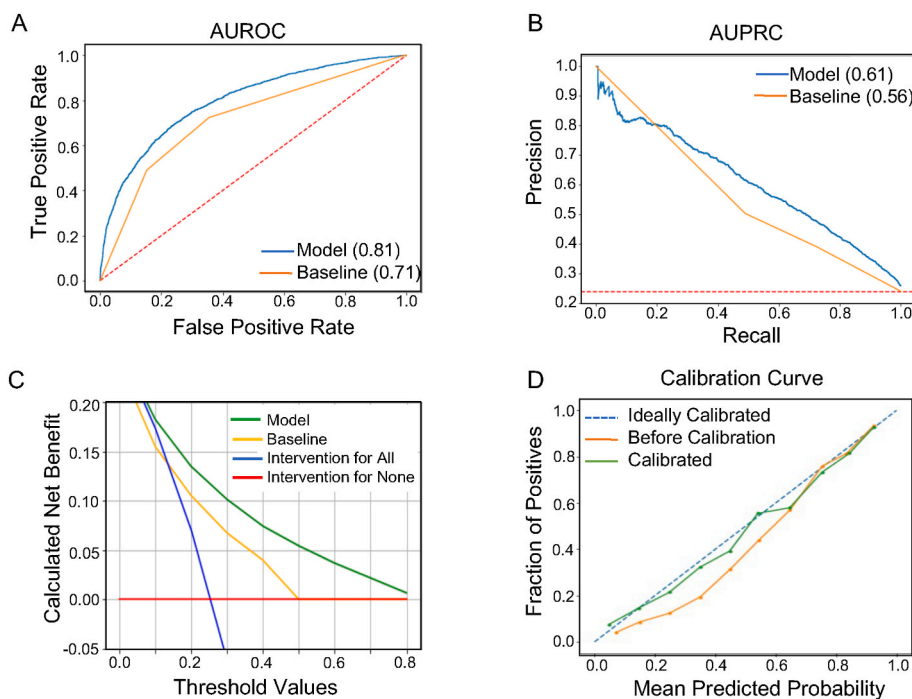 A
AUROC
True Positive Rate
1.0
0.8
0.6
0.4
0.2
0.0
Model (0.81)
Baseline (0.71)
0.0 0.2 0.4 0.6 0.8 1.0
False Positive Rate
B
AUPRC
Precision
1.0
0.9
0.8
0.7
0.6
0.5
0.4
0.3
0.2
Model (0.61)
Baseline (0.56)
0.0 0.2 0.4 0.6 0.8 1.0
Recall
C
Calculated Net Benefit
0.20
0.15
0.10
0.05
0.00
-0.05
Model
Baseline
Intervention for All
Intervention for None
0.0 0.2 0.4 0.6 0.8
Threshold Values
D
Calibration Curve
Fraction of Positives
1.0
0.8
0.6
0.4
0.2
0.0
Ideally Calibrated
Before Calibration
Calibrated
0.0 0.2 0.4 0.6 0.8 1.0
Mean Predicted Probability